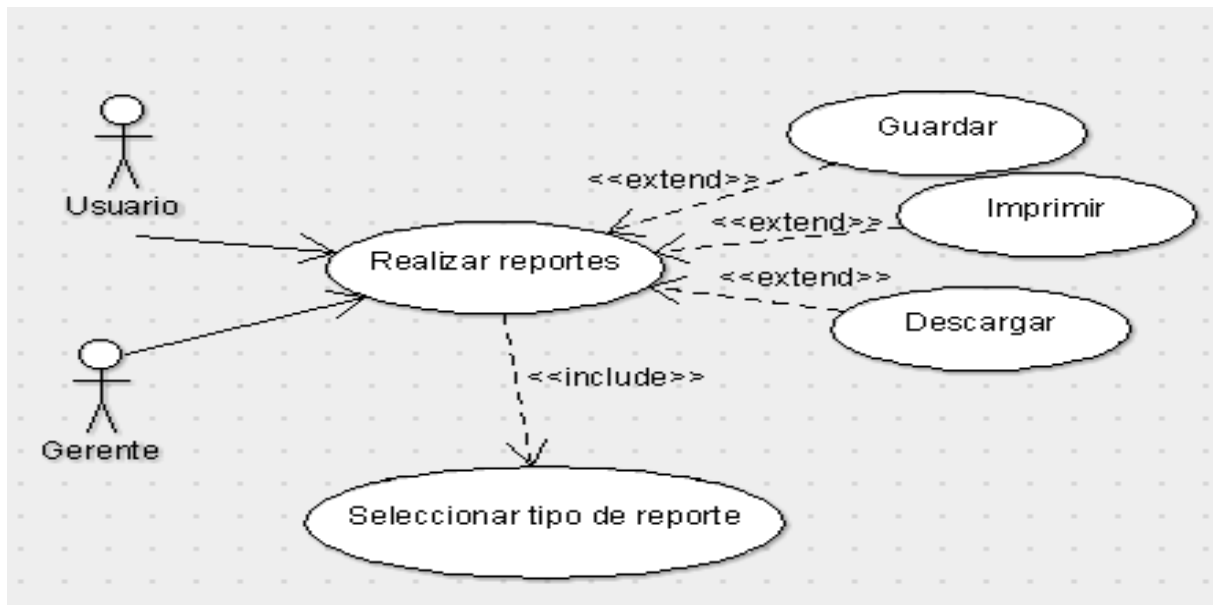 Usuario
Guardar
<<extend>>
Imprimir
<<extend>>
Realizar reportes
<<extend>>
Descargar
<<include>>
Gerente
Seleccionar tipo de reporte